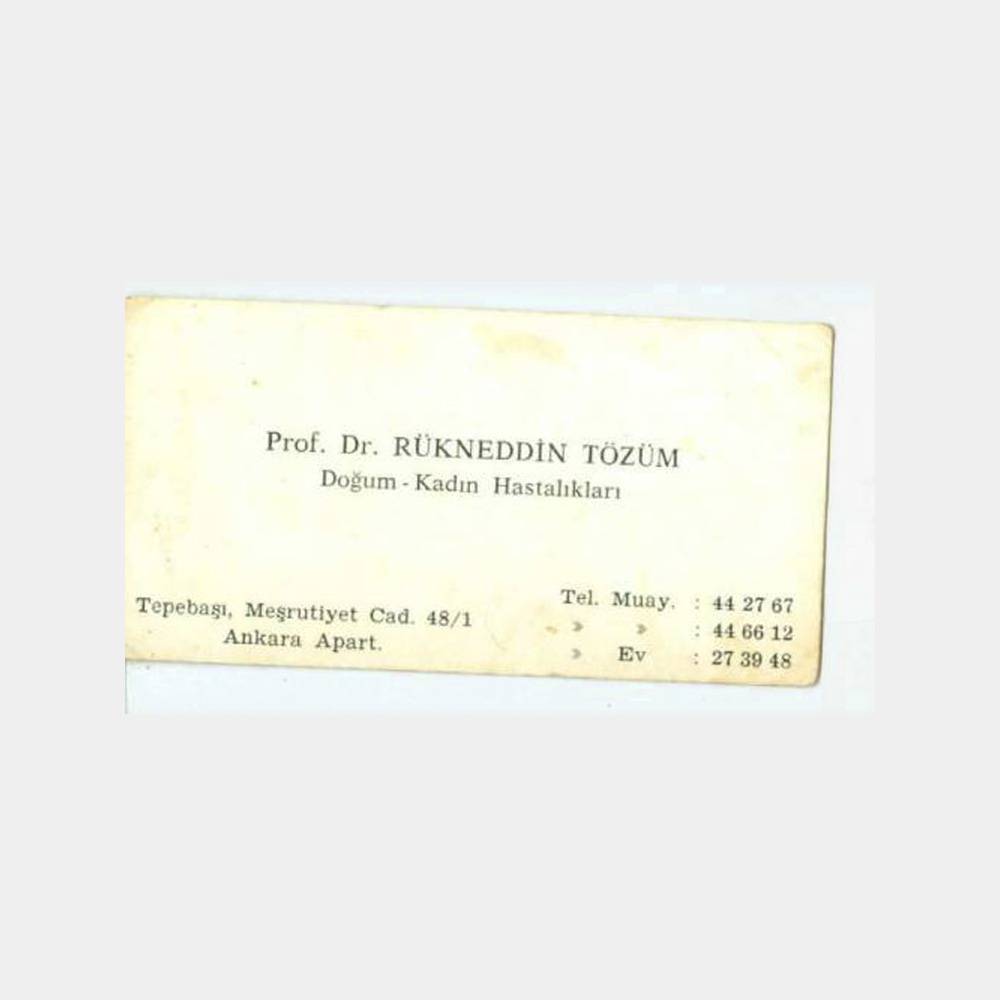 Prof. Dr. RÜKNEDDİN TÖZÜM
Doğum - Kadın Hastalıkları
Tepebaşı, Meşrutiyet Cad. 48/1
Ankara Apart.
Tel. Muay. : 44 27 67
» » : 44 66 12
» Ev : 27 39 48